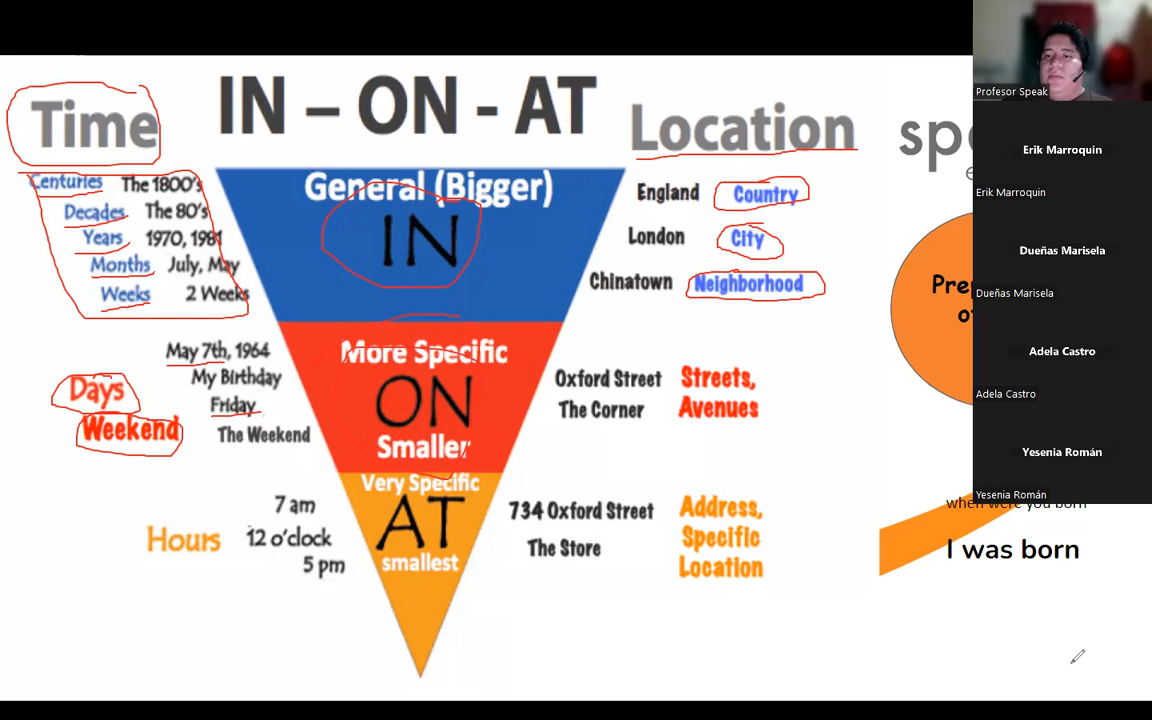 IN – ON - AT
Time
Location
Centuries The 1800's
Decades The 80's
Years 1970, 1981
Months July, May
Weeks 2 Weeks
General (Bigger)
IN
England Country
London City
Chinatown Neighborhood
May 7th, 1964
My Birthday
Days Friday
Weekend The Weekend
More Specific
ON
Smaller
Oxford Street Streets,
The Corner Avenues
7 am
Hours 12 o'clock
5 pm
Very Specific
AT
smallest
734 Oxford Street Address,
The Store Specific
Location
when were you born
I was born
Profesor Speak
Erik Marroquin
Erik Marroquin
Dueñas Marisela
Dueñas Marisela
Adela Castro
Adela Castro
Yesenia Román
Yesenia Román